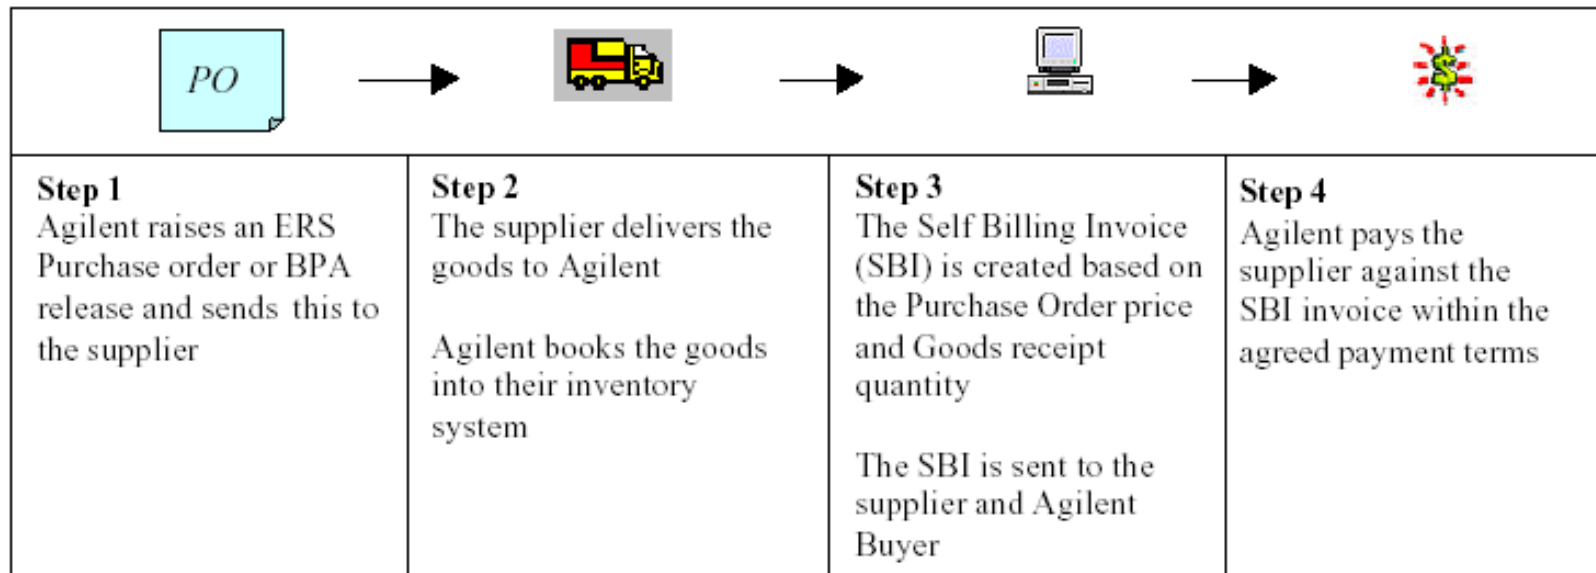 PO
Step 1
Agilent raises an ERS
Purchase order or BPA
release and sends this to
the supplier
Step 2
The supplier delivers the
goods to Agilent
Agilent books the goods
into their inventory
system
Step 3
The Self Billing Invoice
(SBI) is created based on
the Purchase Order price
and Goods receipt
quantity
The SBI is sent to the
supplier and Agilent
Buyer
Step 4
Agilent pays the
supplier against the
SBI invoice within the
agreed payment terms